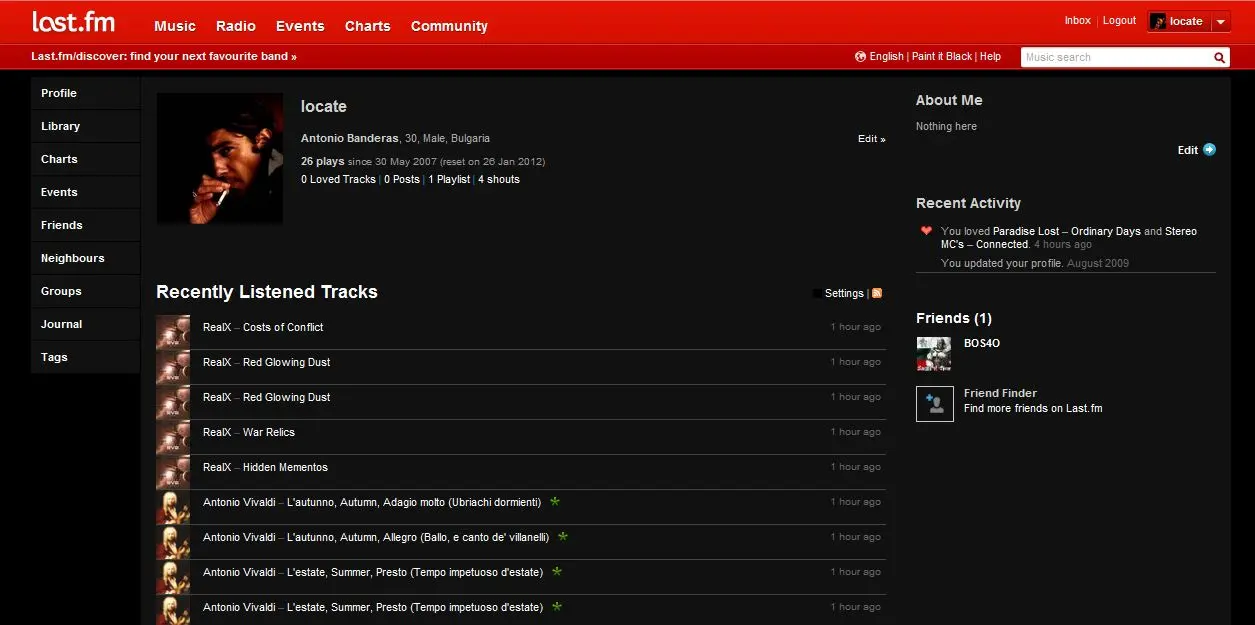 last.fm
Music Radio Events Charts Community
Inbox | Logout locate
Last.fm/discover: find your next favourite band »
English | Paint it Black | Help
Music search
Profile
Library
Charts
Events
Friends
Neighbours
Groups
Journal
Tags
locate
Antonio Banderas, 30, Male, Bulgaria
Edit »
26 plays since 30 May 2007 (reset on 26 Jan 2012)
0 Loved Tracks | 0 Posts | 1 Playlist | 4 shouts
Recently Listened Tracks
Settings |
RealX – Costs of Conflict 1 hour ago
RealX – Red Glowing Dust 1 hour ago
RealX – Red Glowing Dust 1 hour ago
RealX – War Relics 1 hour ago
RealX – Hidden Mementos 1 hour ago
Antonio Vivaldi – L'autunno, Autumn, Adagio molto (Ubriachi dormienti) 1 hour ago
Antonio Vivaldi – L'autunno, Autumn, Allegro (Ballo, e canto de' villanelli) 1 hour ago
Antonio Vivaldi – L'estate, Summer, Presto (Tempo impetuoso d'estate) 1 hour ago
Antonio Vivaldi – L'estate, Summer, Presto (Tempo impetuoso d'estate) 1 hour ago
About Me
Nothing here
Edit
Recent Activity
You loved Paradise Lost – Ordinary Days and Stereo
MC's – Connected. 4 hours ago
You updated your profile. August 2009
Friends (1)
BOS4O
Friend Finder
Find more friends on Last.fm